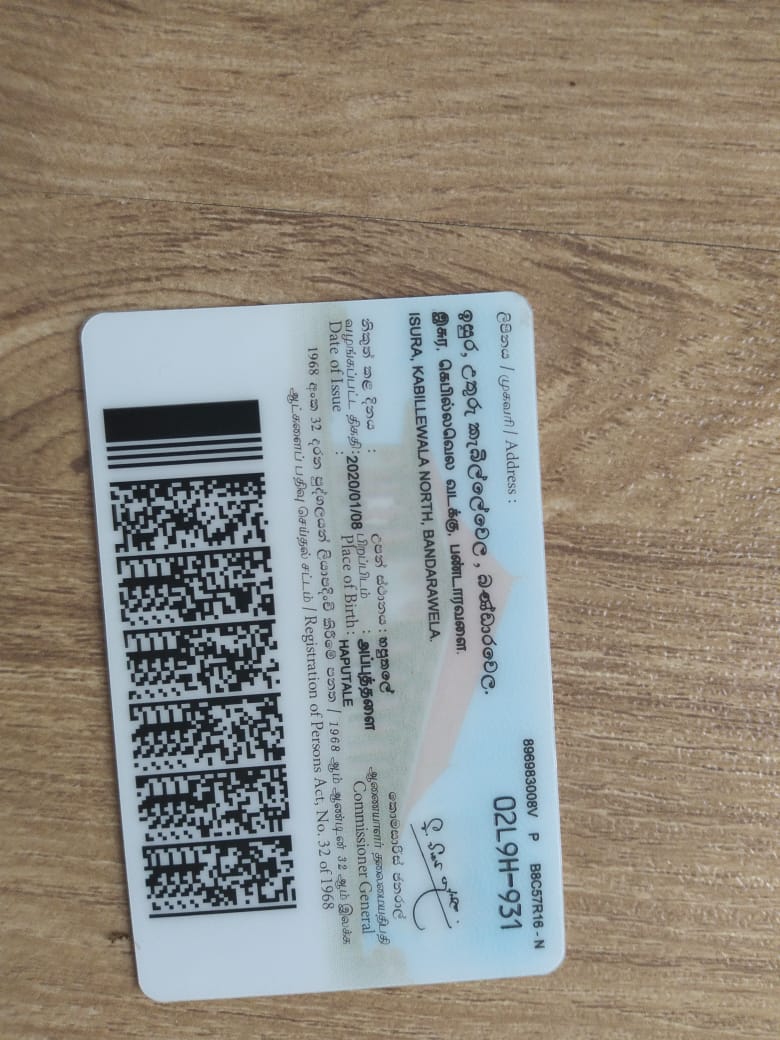 ලිපිනය / முகவரி / Address :
896983008V P B8C57R16 - N
02L9H-931
ඉසුර, උතුරු කැබිල්ලේවෙල, බණ්ඩාරවෙල.
இசுர, கெபில்லவெல வடக்கு, பண்டாரவளை.
ISURA, KABILLEWALA NORTH, BANDARAWELA.
නිකුත් කළ දිනය :
வழங்கப்பட்ட திகதி :
Date of Issue :
2020/01/08
උපන් ස්ථානය : හපුතලේ
பிறப்பிடம் : அப்புத்தளை
Place of Birth : HAPUTALE
කොමසාරිස් ජනරාල්
ஆணையாளர் தலைமையதிபதி
Commissioner General
1968 අංක 32 දරන පුද්ගලයන් ලියාපදිංචි කිරීමේ පනත / 1968 ஆம் ஆண்டின் 32 ஆம் இலக்க
ஆட்களைப் பதிவு செய்தல் சட்டம் / Registration of Persons Act, No. 32 of 1968